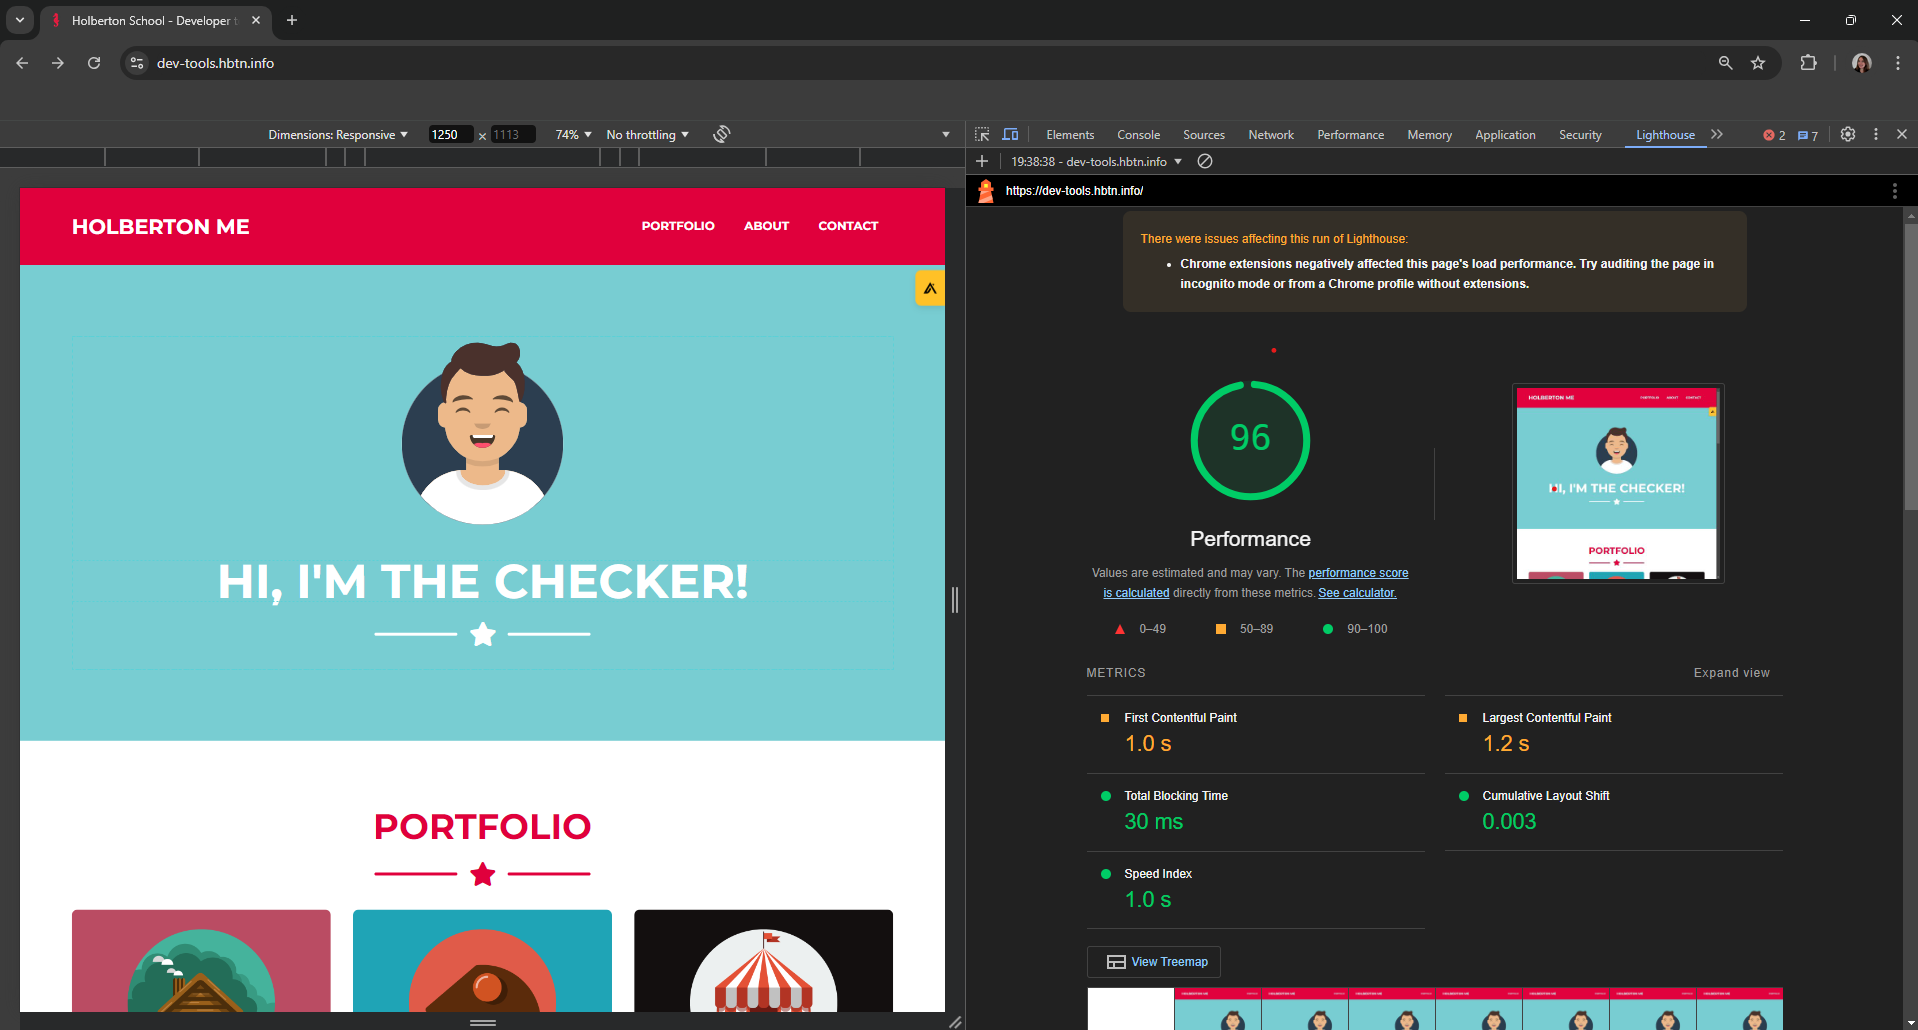 Holberton School - Developer t
dev-tools.hbtn.info
Dimensions: Responsive 1250 x 1113 74% No throttling
Elements Console Sources Network Performance Memory Application Security Lighthouse 2 7
19:38:38 - dev-tools.hbtn.info
https://dev-tools.hbtn.info/
HOLBERTON ME
PORTFOLIO ABOUT CONTACT
HI, I'M THE CHECKER!
PORTFOLIO
There were issues affecting this run of Lighthouse:
• Chrome extensions negatively affected this page's load performance. Try auditing the page in
incognito mode or from a Chrome profile without extensions.
96
Performance
Values are estimated and may vary. The performance score
is calculated directly from these metrics. See calculator.
0–49 50–89 90–100
HOLBERTON ME PORTFOLIO ABOUT CONTACT
HI, I'M THE CHECKER!
PORTFOLIO
METRICS
Expand view
First Contentful Paint
1.0 s
Largest Contentful Paint
1.2 s
Total Blocking Time
30 ms
Cumulative Layout Shift
0.003
Speed Index
1.0 s
View Treemap